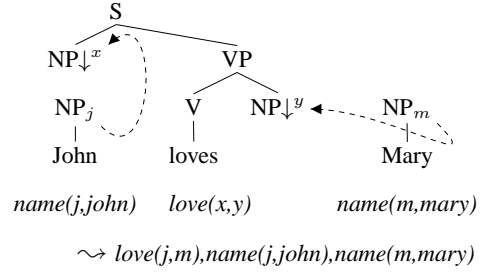 S
NP↓x VP
NPj V NP↓y NPm
John loves Mary
name(j,john) love(x,y) name(m,mary)
⤳ love(j,m),name(j,john),name(m,mary)